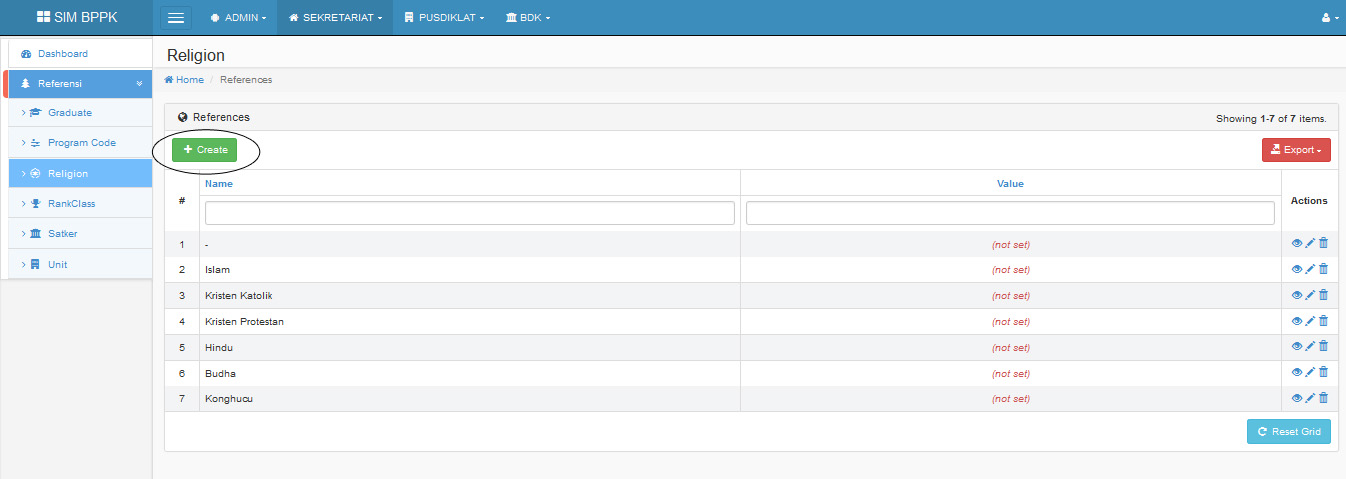 SIM BPPK ADMIN SEKRETARIAT PUSDIKLAT BDK
Dashboard
Referensi
Graduate
Program Code
Religion
RankClass
Satker
Unit
Religion
Home / References
References Showing 1-7 of 7 items.
+ Create Export
# Name Value Actions
1 - (not set)
2 Islam (not set)
3 Kristen Katolik (not set)
4 Kristen Protestan (not set)
5 Hindu (not set)
6 Budha (not set)
7 Konghucu (not set)
Reset Grid